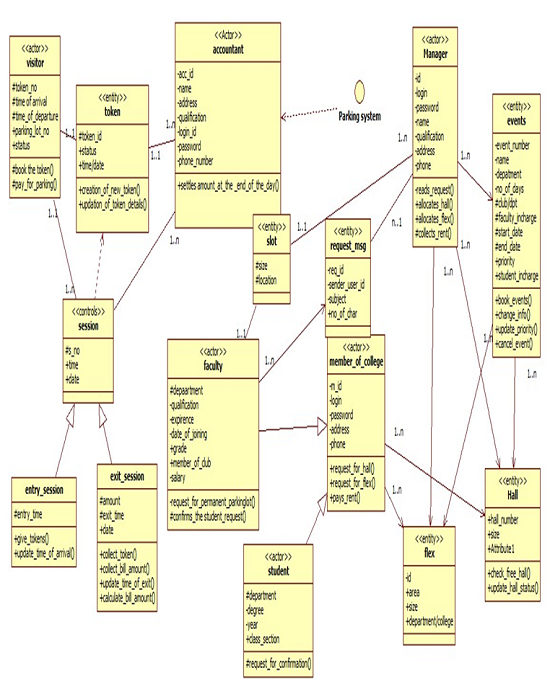 <<actor>>
visitor
#token_no
#time of arrival
#time_of_departure
+parking_lot_no
+status
#book the token()
#pay_for_parking()
<<entity>>
token
#token_id
+status
+time/date
+creation_of_new_token()
+updation_of_token_details()
<<Actor>>
accountant
-acc_id
-name
-address
-qualification
-login_id
-password
-phone_number
+settles amount_at_the_end_of_the_day()
Parking system
<<actor>>
Manager
-id
-login
-password
-name
-qualification
-address
-phone
-reads_request()
+allocates_hall()
+allocates_flex()
#collects_rent()
<<entity>>
events
-event_number
-name
-depatment
-no_of_days
#club/dpt
#faculty_incharge
#start_date
#end_date
+priority
+student_incharge
+book_events()
+change_info()
+update_priority()
+cancel_event()
1..1
1..n
1..1
1..n
1..n
1..1
1..n
1..n
<<entity>>
slot
#size
#location
1..1
<<entity>>
request_msg
-req_id
-sender_user_id
-subject
+no_of_char
n..1
1..n
1..n
<<controls>>
session
#s_no
+time
+date
1..1
1..n
1..n
<<actor>>
faculty
#depaartment
-qualification
-expirence
-date_of_joining
+grade
+member_of_club
-salary
-request_for_permanent_parkinglot()
#confirms_the student_request()
<<actor>>
member_of_college
-m_id
-login
-password
-address
-phone
+request_for_hall()
+request_for_flex()
+pays_rent()
1..n
1..n
1..n
entry_session
#entry_time
+give_tokens()
+update_time_of_arrival()
exit_session
#amount
#exit_time
+date
+collect_token()
+collect_bill_amount()
+update_time_of_exit()
+calculate_bill_amount()
<<actor>>
student
#department
-degree
-year
+class_section
#request_for_confirmation()
<<entity>>
flex
-id
+area
+size
+department/college
<<entity>>
Hall
+hall_number
+size
+Attribute1
+check_free_hall()
+update_hall_status()